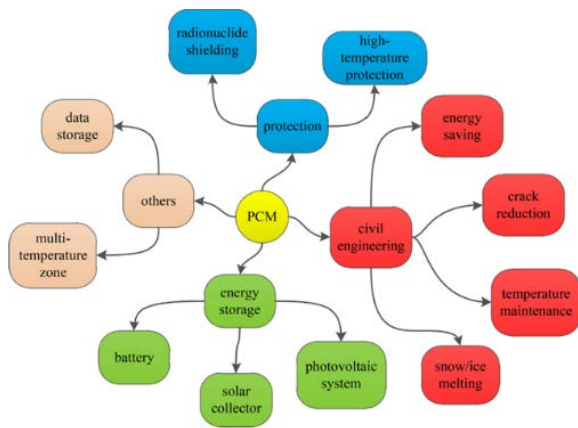 radionuclide
shielding
high-
temperature
protection
protection
data
storage
others
multi-
temperature
zone
PCM
energy
saving
crack
reduction
civil
engineering
temperature
maintenance
snow/ice
melting
energy
storage
battery
solar
collector
photovoltaic
system